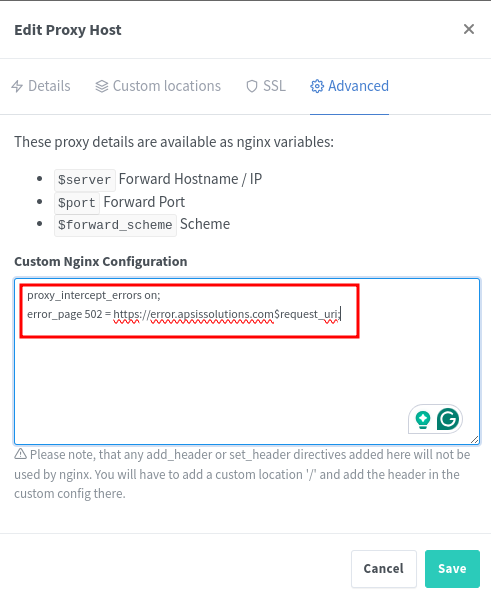 Edit Proxy Host
Details
Custom locations
SSL
Advanced
These proxy details are available as nginx variables:
$server Forward Hostname / IP
$port Forward Port
$forward_scheme Scheme
Custom Nginx Configuration
proxy_intercept_errors on;
error_page 502 = https://error.apsissolutions.com$request_uri;
Please note, that any add_header or set_header directives added here will not be
used by nginx. You will have to add a custom location '/' and add the header in the
custom config there.
Cancel
Save